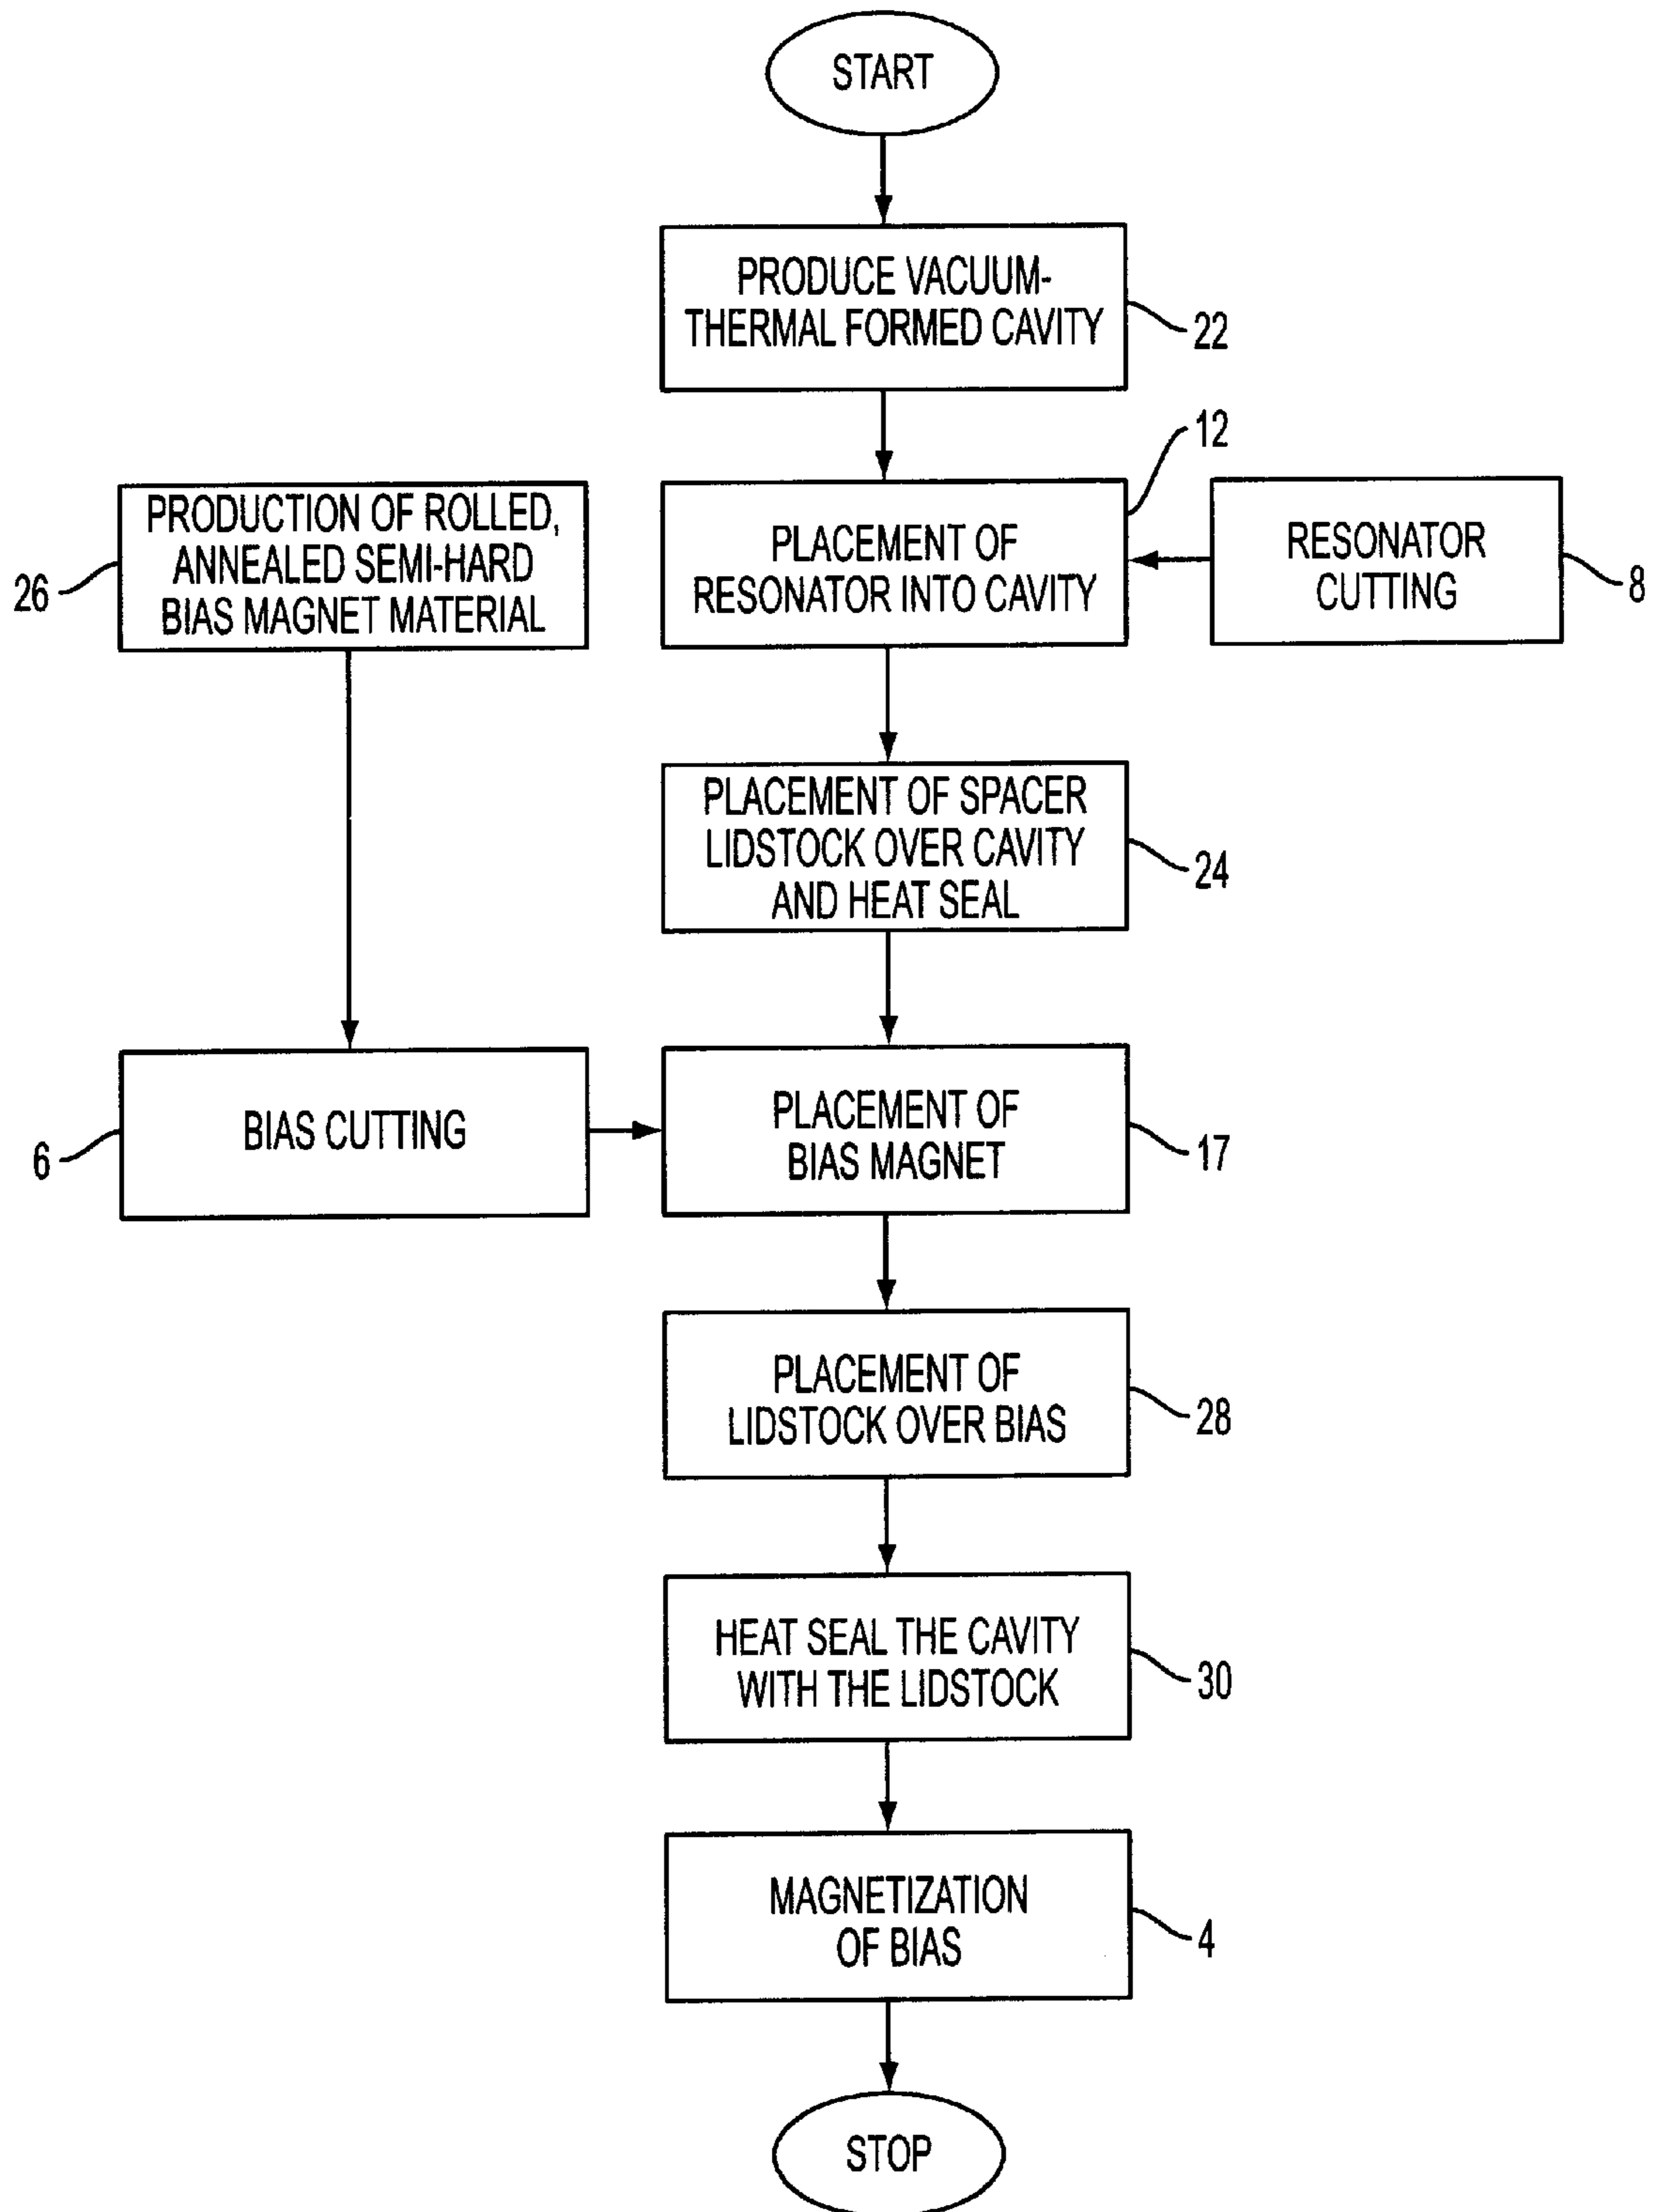 START
PRODUCE VACUUM-
THERMAL FORMED CAVITY
22
12
PRODUCTION OF ROLLED,
ANNEALED SEMI-HARD
BIAS MAGNET MATERIAL
26
PLACEMENT OF
RESONATOR INTO CAVITY
RESONATOR
CUTTING
8
PLACEMENT OF SPACER
LIDSTOCK OVER CAVITY
AND HEAT SEAL
24
BIAS CUTTING
6
PLACEMENT OF
BIAS MAGNET
17
PLACEMENT OF
LIDSTOCK OVER BIAS
28
HEAT SEAL THE CAVITY
WITH THE LIDSTOCK
30
MAGNETIZATION
OF BIAS
4
STOP